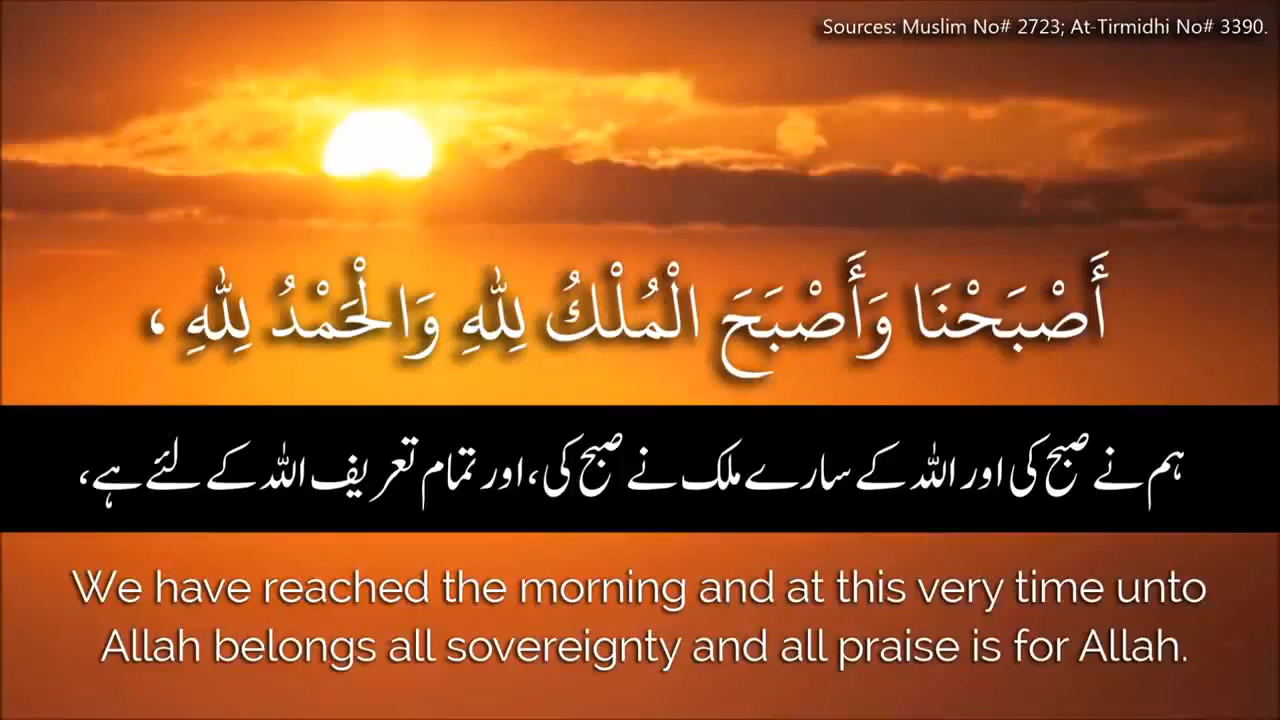 Sources: Muslim No# 2723; At-Tirmidhi No# 3390.
أَصْبَحْنَا وَأَصْبَحَ الْمُلْكُ لِلّٰهِ وَالْحَمْدُ لِلّٰهِ ،
ہم نے صبح کی اور اللہ کے سارے ملک نے صبح کی، اور تمام تعریف اللہ کے لئے ہے،
We have reached the morning and at this very time unto
Allah belongs all sovereignty and all praise is for Allah.